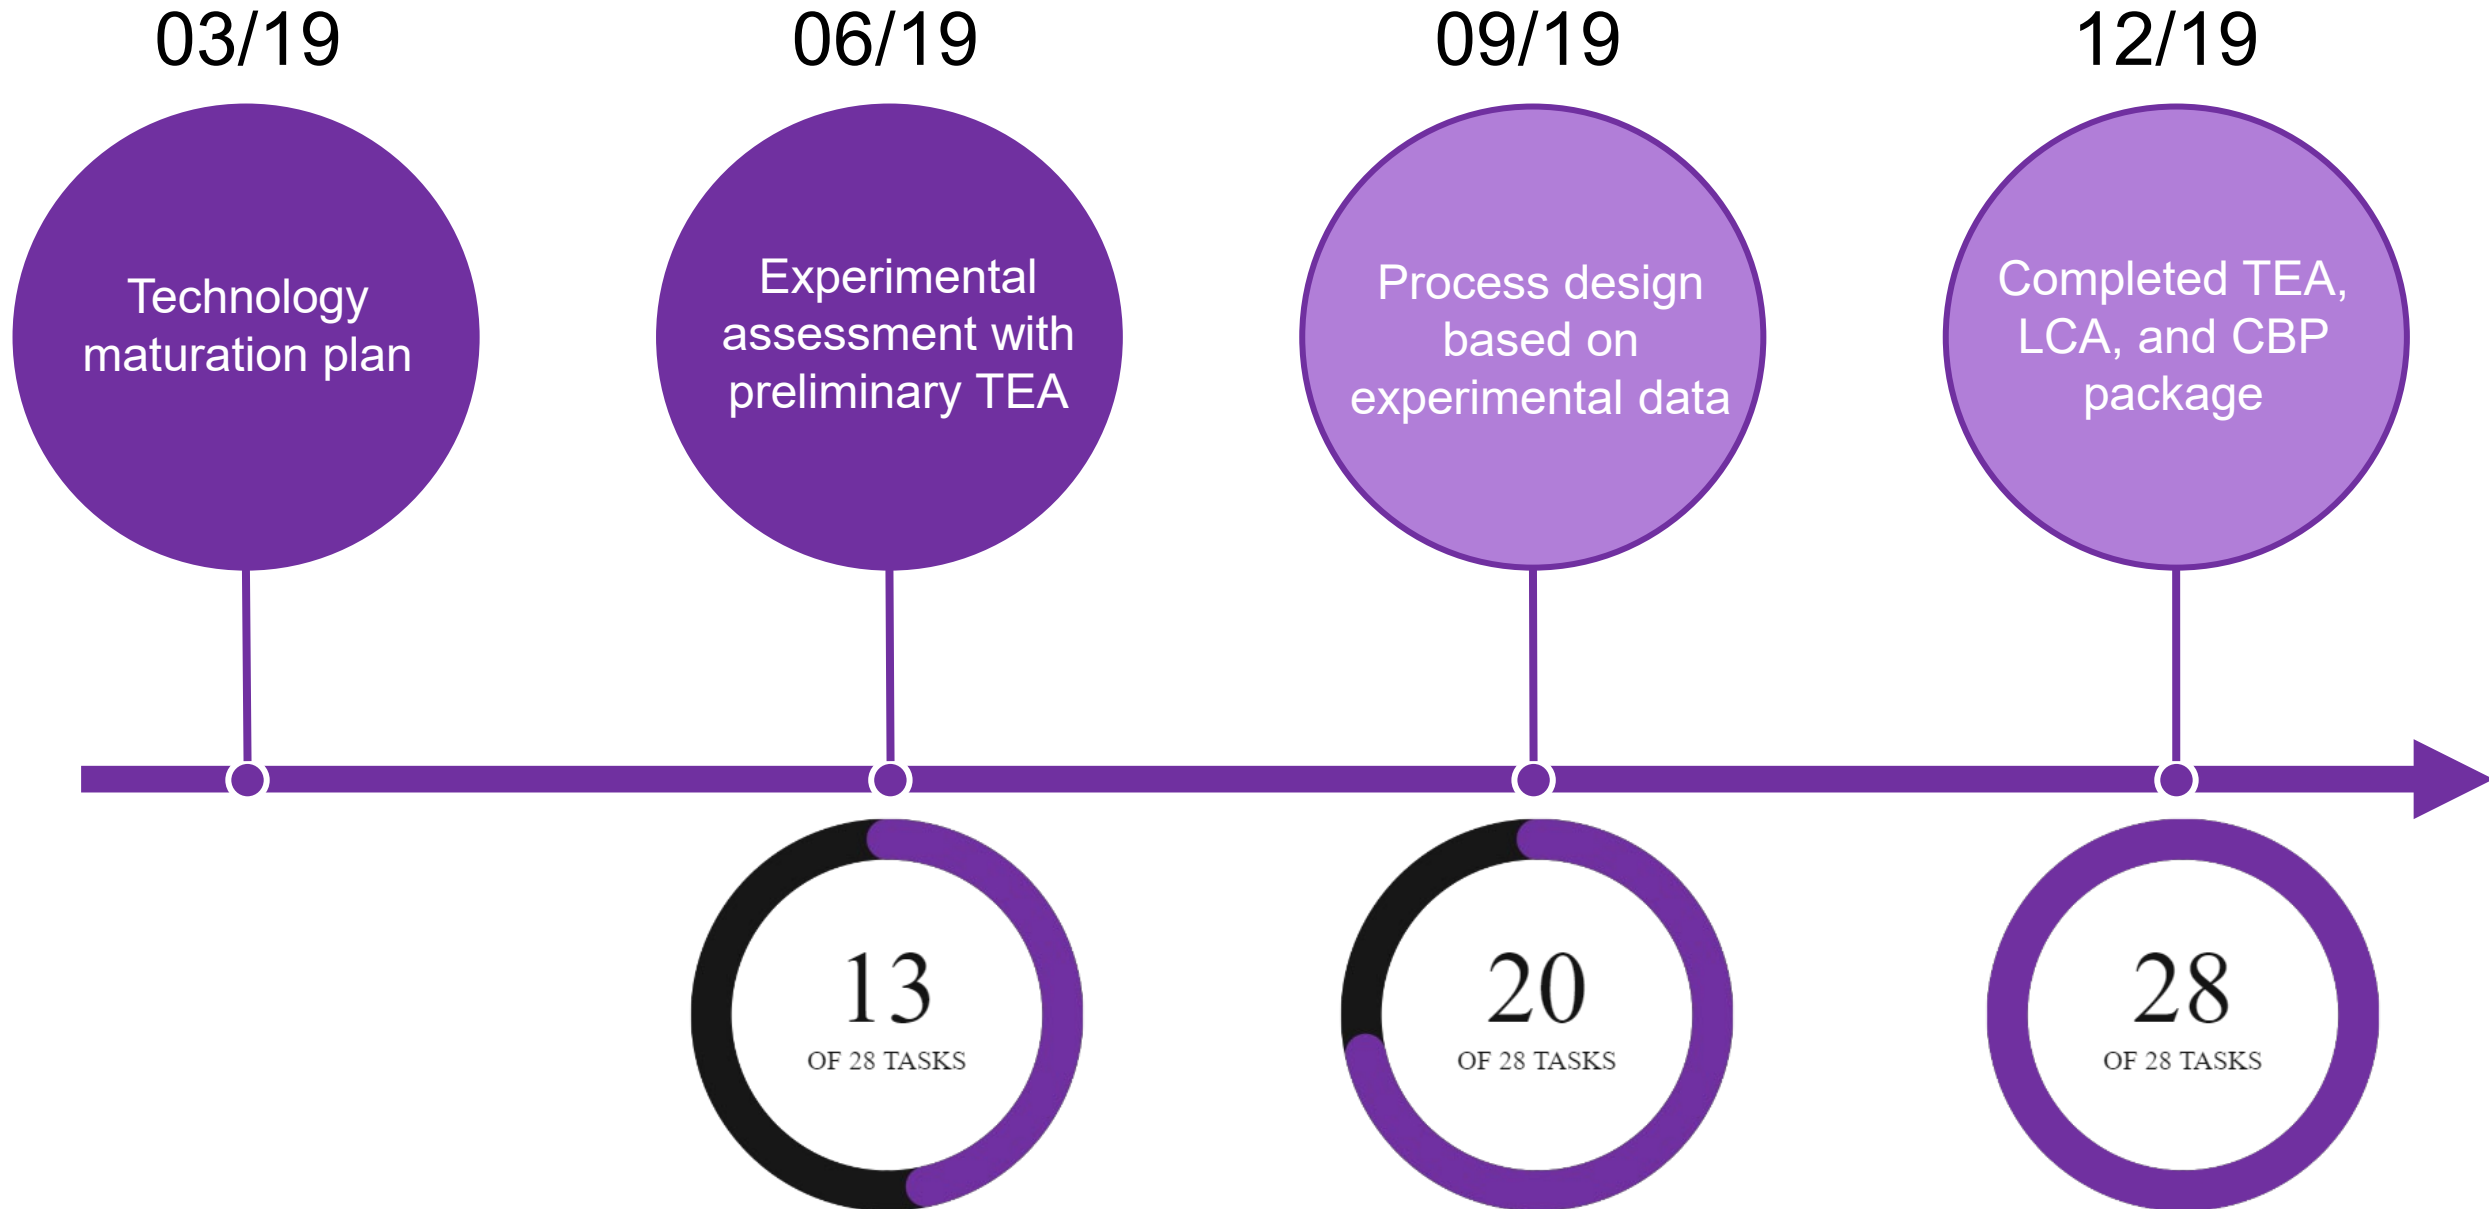 03/19
06/19
09/19
12/19
Technology
maturation plan
Experimental
assessment with
preliminary TEA
Process design
based on
experimental data
Completed TEA,
LCA, and CBP
package
13
OF 28 TASKS
20
OF 28 TASKS
28
OF 28 TASKS